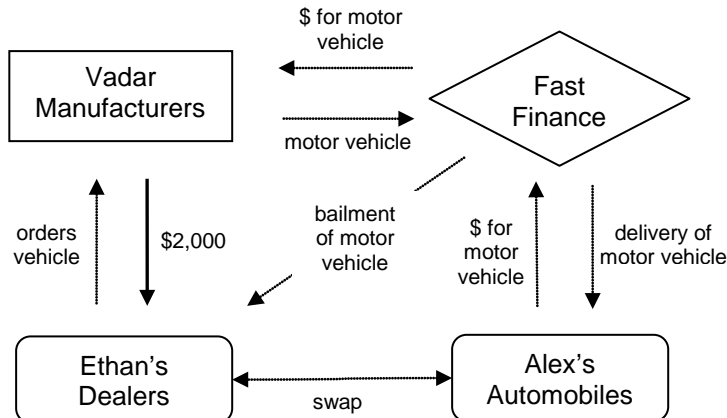 $ for motor
vehicle
Vadar
Manufacturers
Fast
Finance
motor vehicle
orders
vehicle
$2,000
bailment
of motor
vehicle
$ for
motor
vehicle
delivery of
motor vehicle
Ethan's
Dealers
swap
Alex's
Automobiles